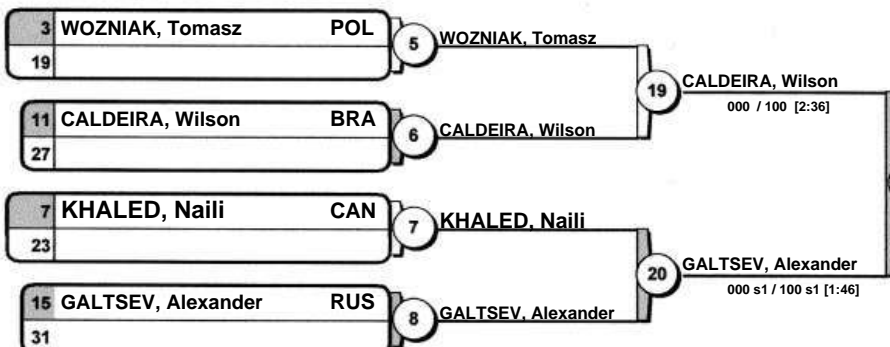 3 WOZNIAK, Tomasz POL
19
5
WOZNIAK, Tomasz
11 CALDEIRA, Wilson BRA
27
6
CALDEIRA, Wilson
19
CALDEIRA, Wilson
000 / 100 [2:36]
7 KHALED, Naili CAN
23
7
KHALED, Naili
15 GALTSEV, Alexander RUS
31
8
GALTSEV, Alexander
20
GALTSEV, Alexander
000 s1 / 100 s1 [1:46]